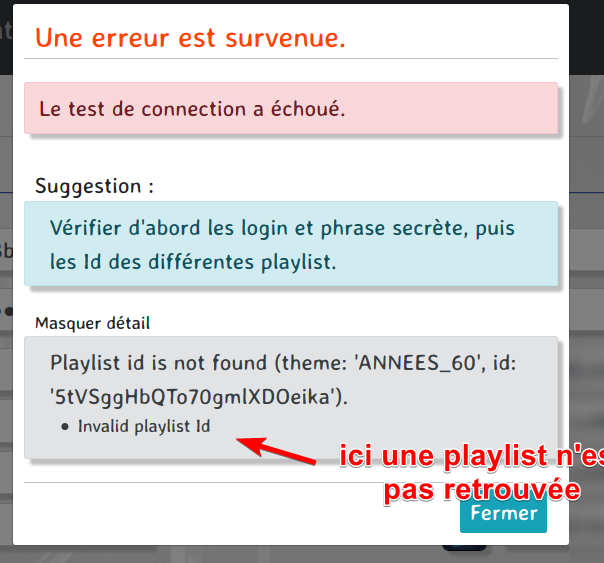 Une erreur est survenue.
Le test de connection a échoué.
Suggestion :
Vérifier d'abord les login et phrase secrète, puis
les Id des différentes playlist.
Masquer détail
Playlist id is not found (theme: 'ANNEES_60', id:
'5tVSggHbQTo70gmlXDOeika').
• Invalid playlist Id
ici une playlist n'es
pas retrouvée
Fermer